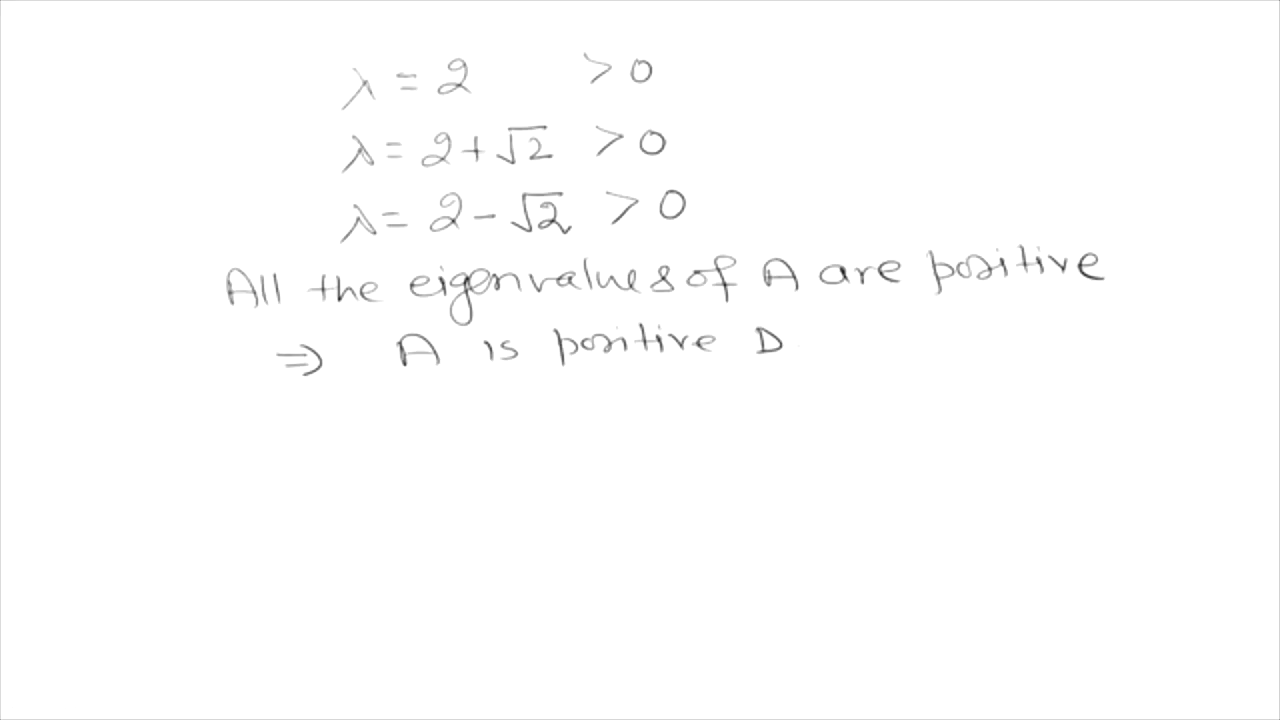 λ = 2 > 0
λ = 2 + √2 > 0
λ = 2 - √2 > 0
All the eigenvalues of A are positive
⇒ A is positive D